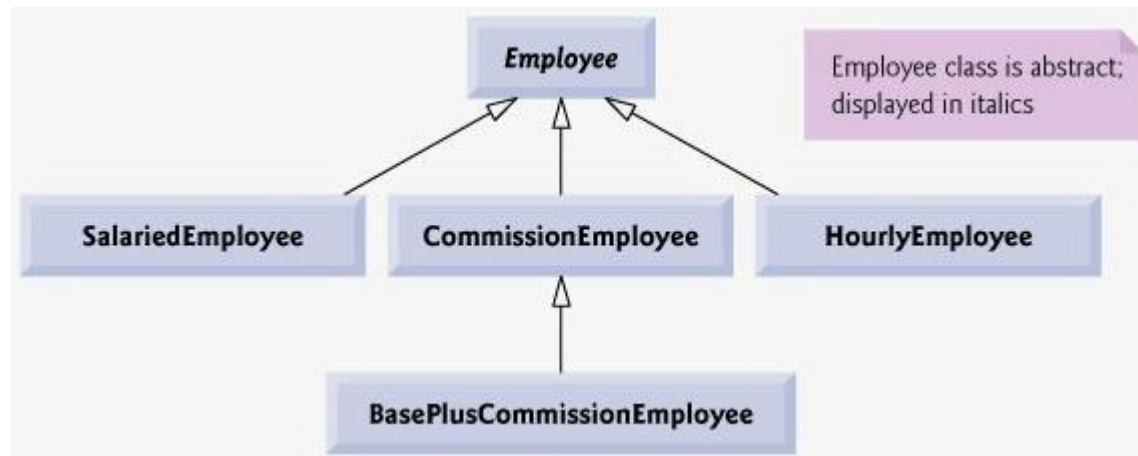 Employee
Employee class is abstract;
displayed in italics
SalariedEmployee
CommissionEmployee
HourlyEmployee
BasePlusCommissionEmployee